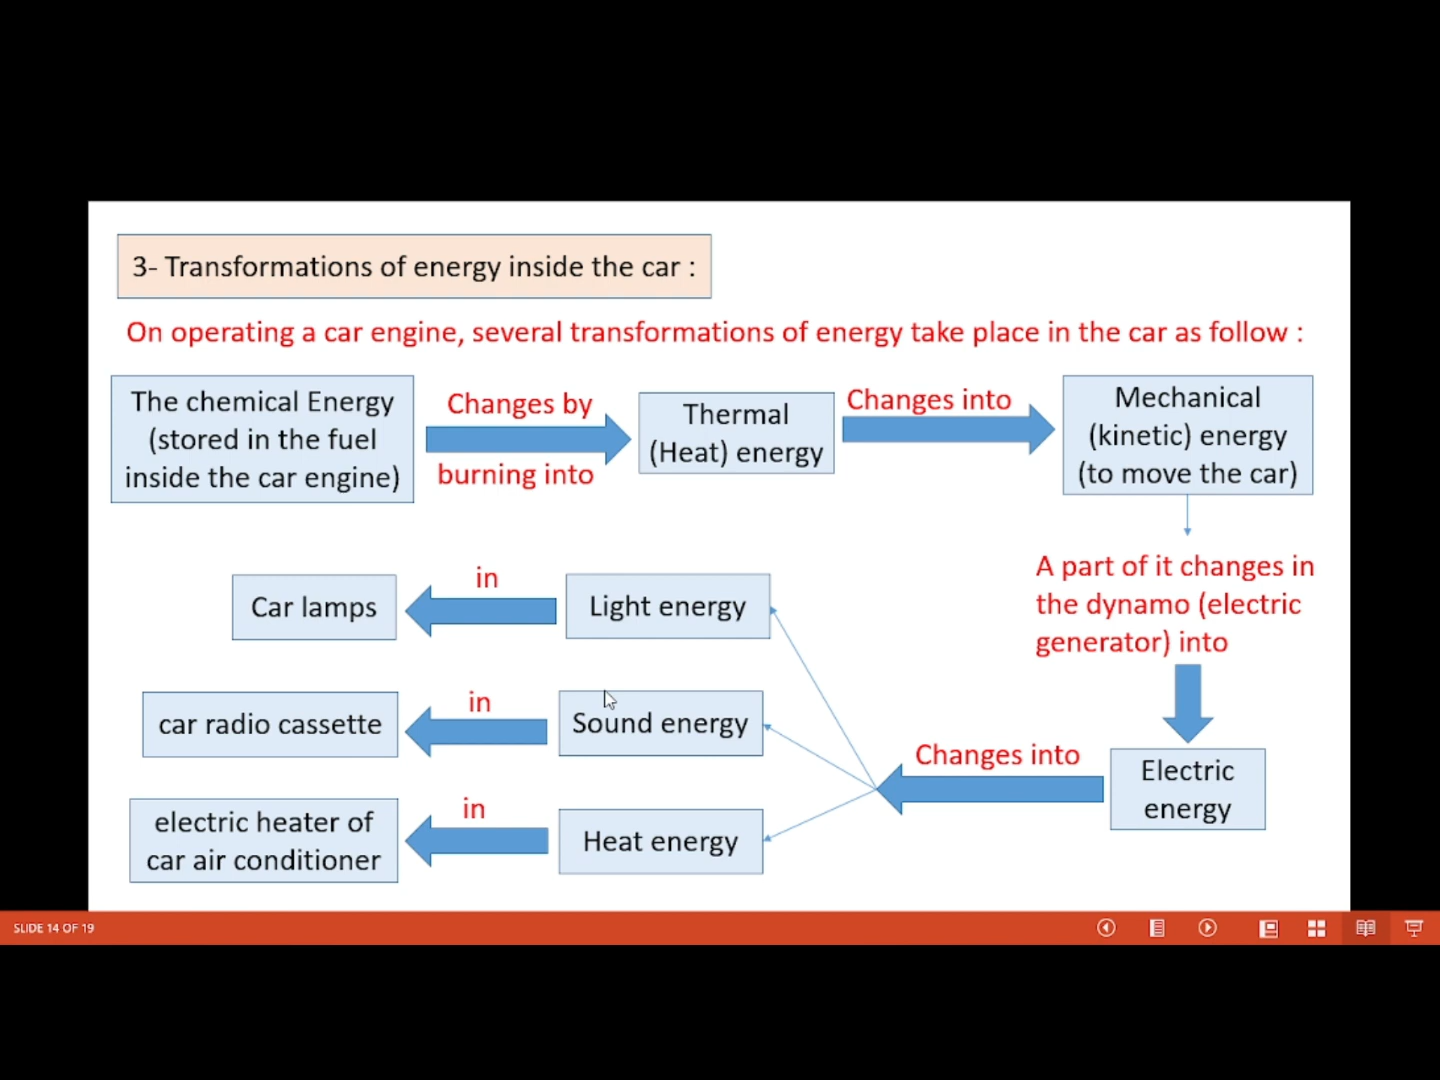 3- Transformations of energy inside the car :
On operating a car engine, several transformations of energy take place in the car as follow :
The chemical Energy
(stored in the fuel
inside the car engine)
Changes by
burning into
Thermal
(Heat) energy
Changes into
Mechanical
(kinetic) energy
(to move the car)
A part of it changes in
the dynamo (electric
generator) into
Electric
energy
Changes into
Light energy
in
Car lamps
Sound energy
in
car radio cassette
Heat energy
in
electric heater of
car air conditioner
SLIDE 14 OF 19